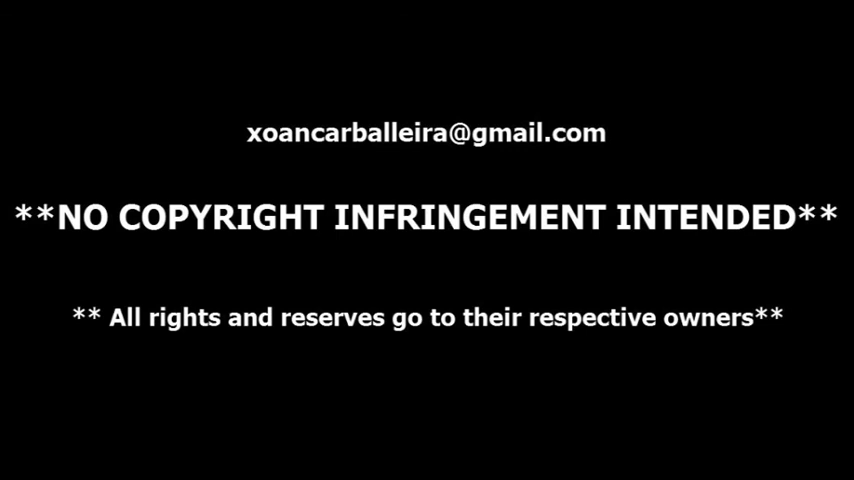 xoancarballeira@gmail.com
**NO COPYRIGHT INFRINGEMENT INTENDED**
** All rights and reserves go to their respective owners**